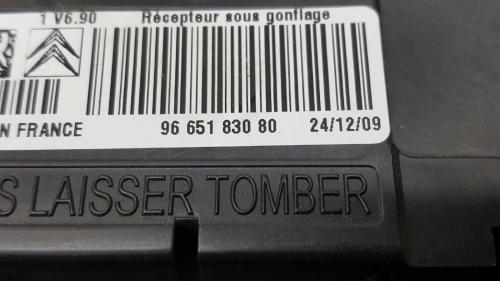 1 V6.90 Récepteur sous gonflage
N FRANCE 96 651 830 80 24/12/09
S LAISSER TOMBER